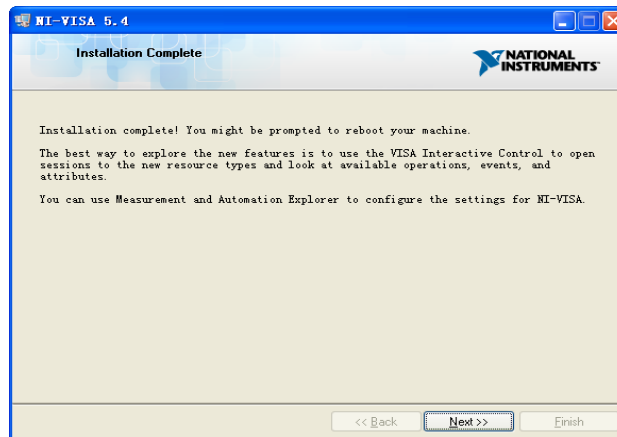 NI-VISA 5.4
Installation Complete
NATIONAL
INSTRUMENTS
Installation complete! You might be prompted to reboot your machine.
The best way to explore the new features is to use the VISA Interactive Control to open
sessions to the new resource types and look at available operations, events, and
attributes.
You can use Measurement and Automation Explorer to configure the settings for NI-VISA.
<< Back
Next >>
Finish